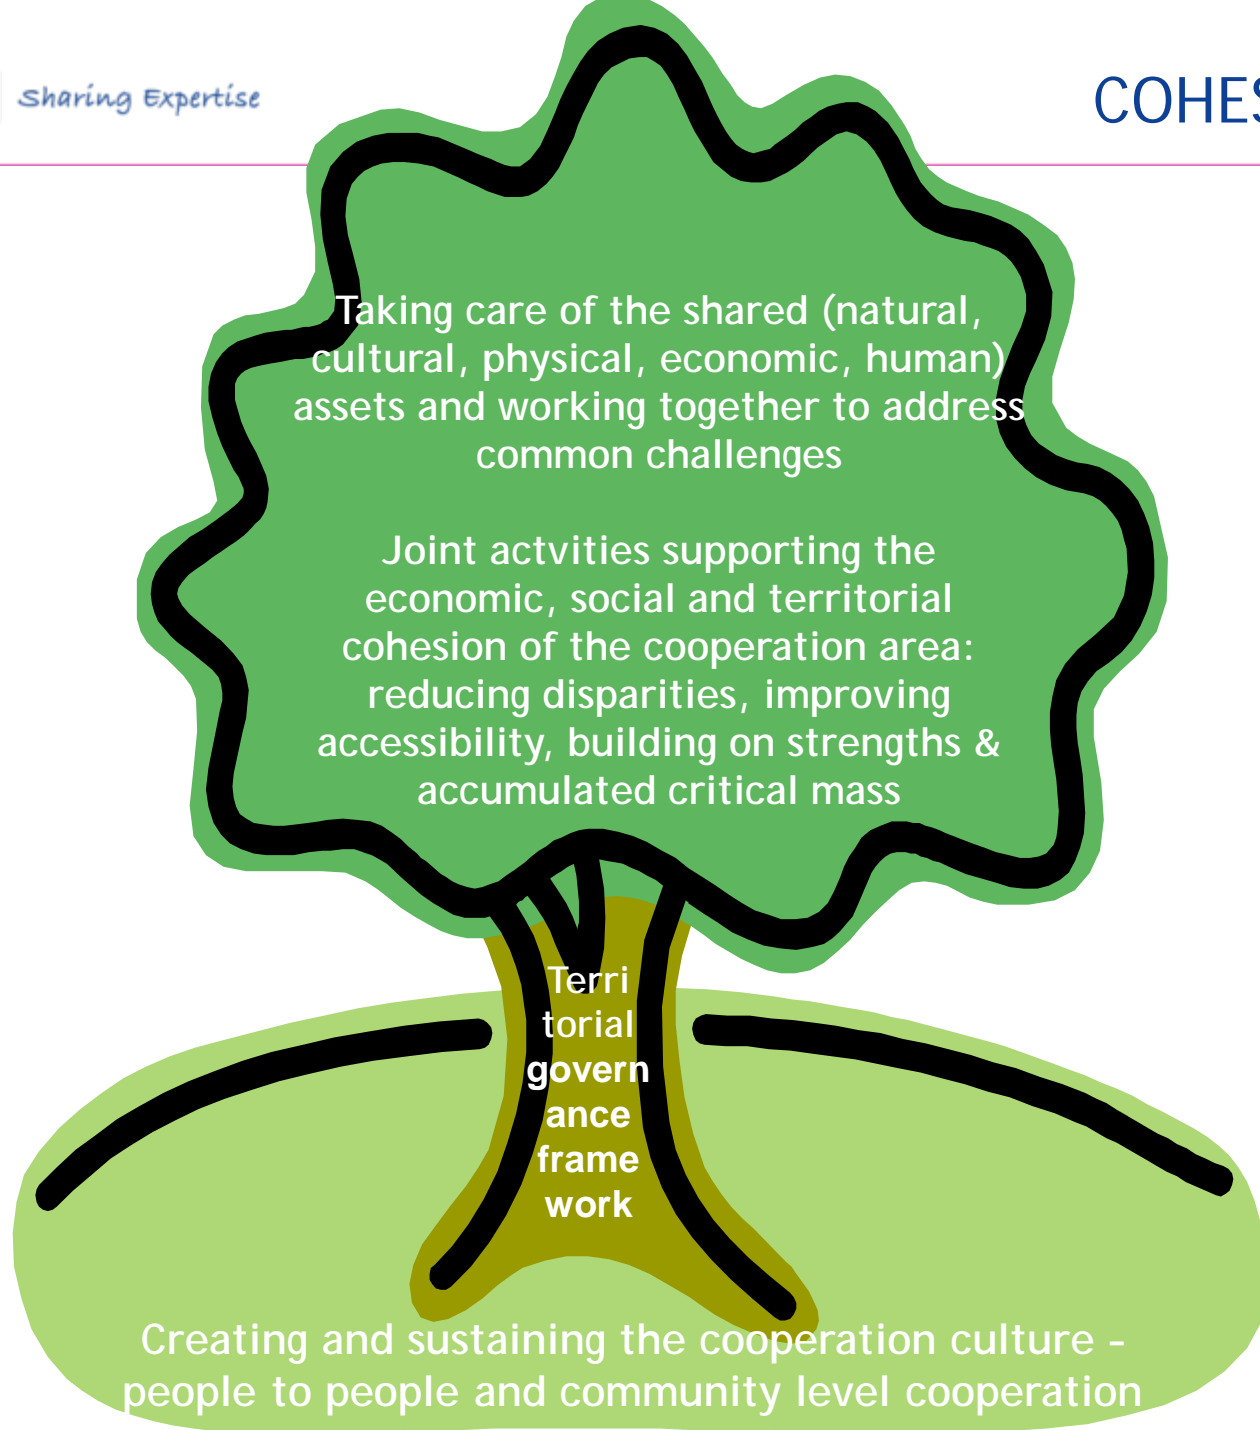 Sharing Expertise
COHES
Taking care of the shared (natural,
cultural, physical, economic, human)
assets and working together to address
common challenges
Joint actvities supporting the
economic, social and territorial
cohesion of the cooperation area:
reducing disparities, improving
accessibility, building on strengths &
accumulated critical mass
Terri
torial
govern
ance
frame
work
Creating and sustaining the cooperation culture –
people to people and community level cooperation